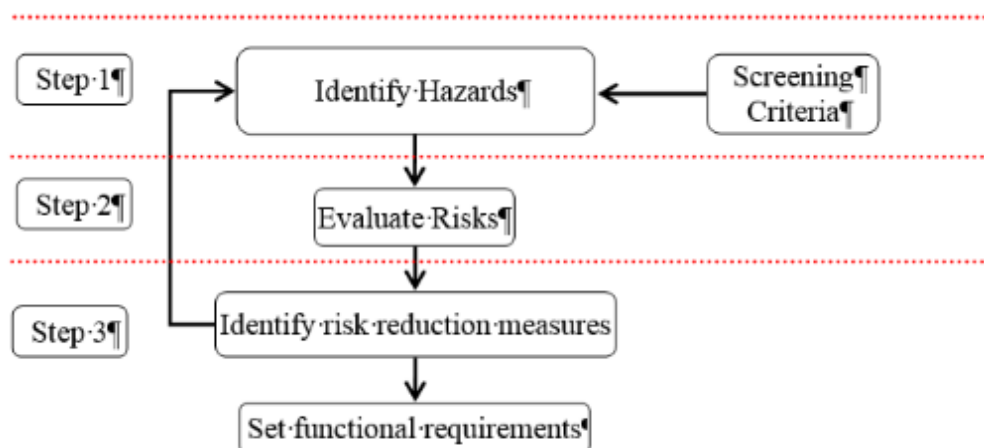 Step·1¶
Identify·Hazards¶
Screening¶
Criteria¶
Step·2¶
Evaluate·Risks¶
Step·3¶
Identify·risk·reduction·measures
Set·functional·requirements¶